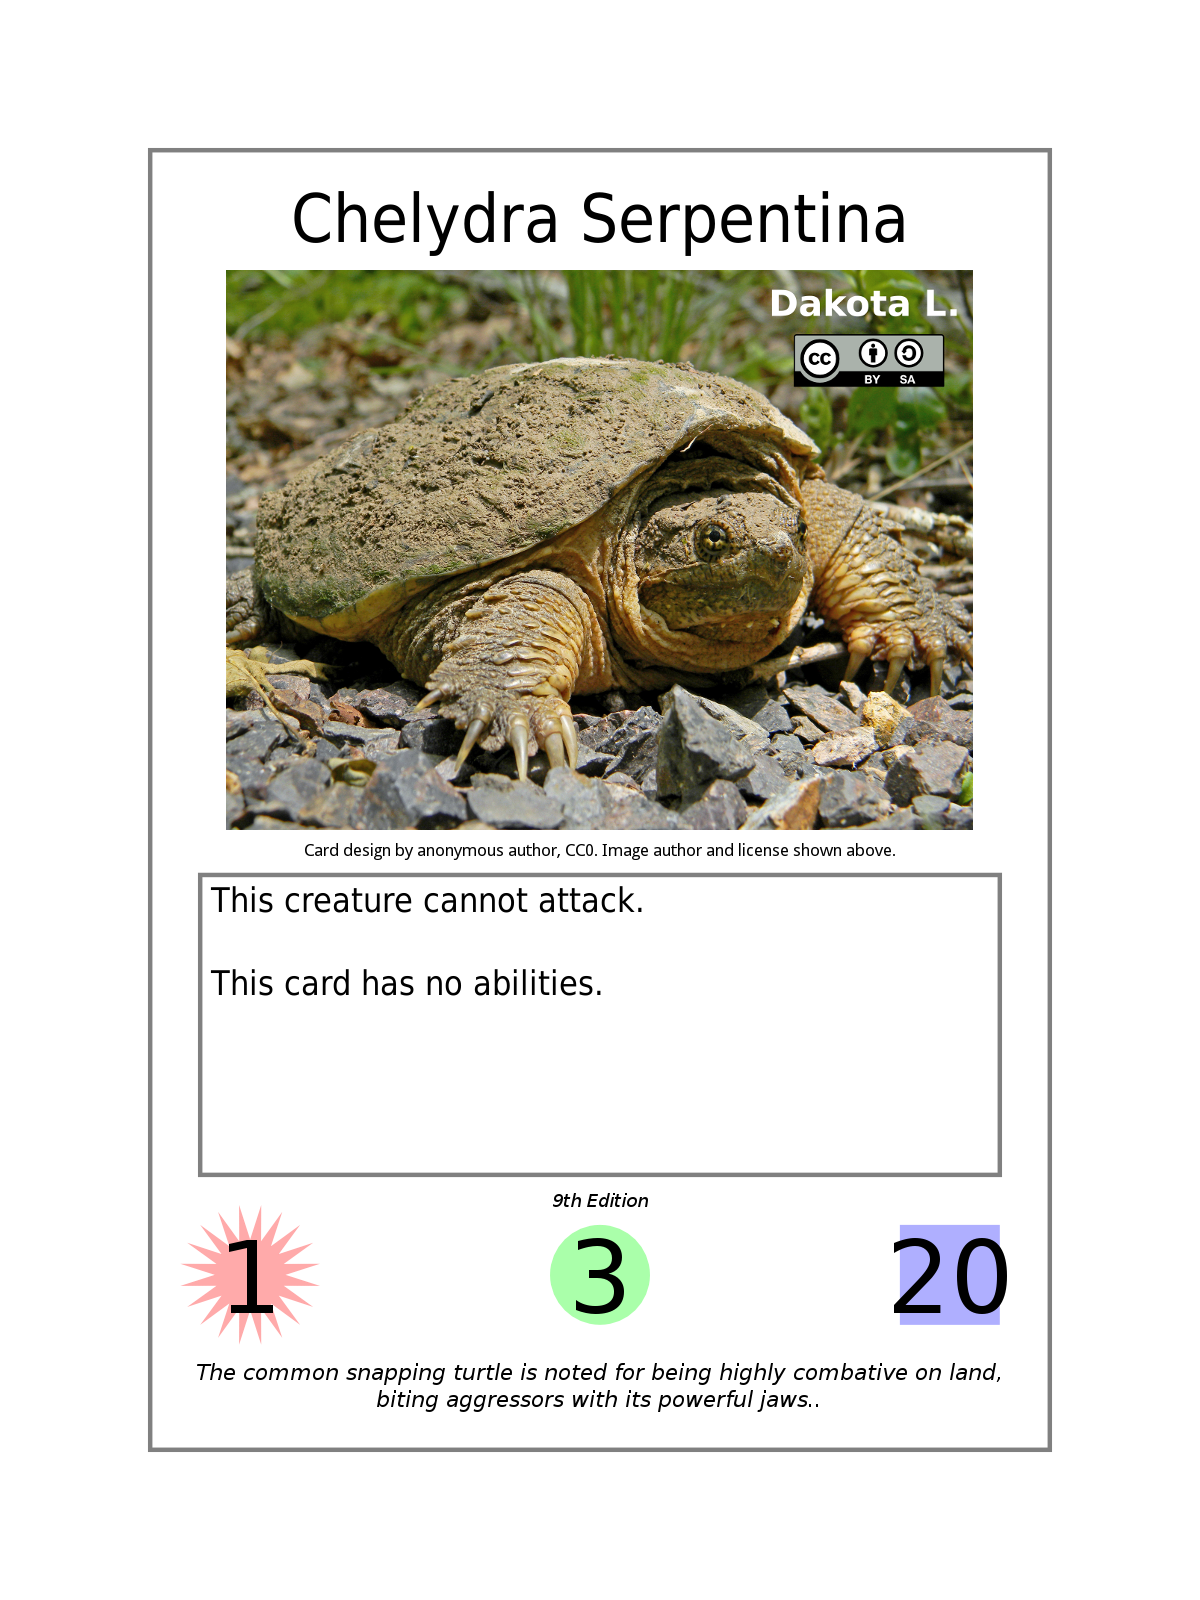 Chelydra Serpentina
Dakota L.
cc
BY SA
Card design by anonymous author, CC0. Image author and license shown above.
This creature cannot attack.
This card has no abilities.
9th Edition
1 3 20
The common snapping turtle is noted for being highly combative on land,
biting aggressors with its powerful jaws..